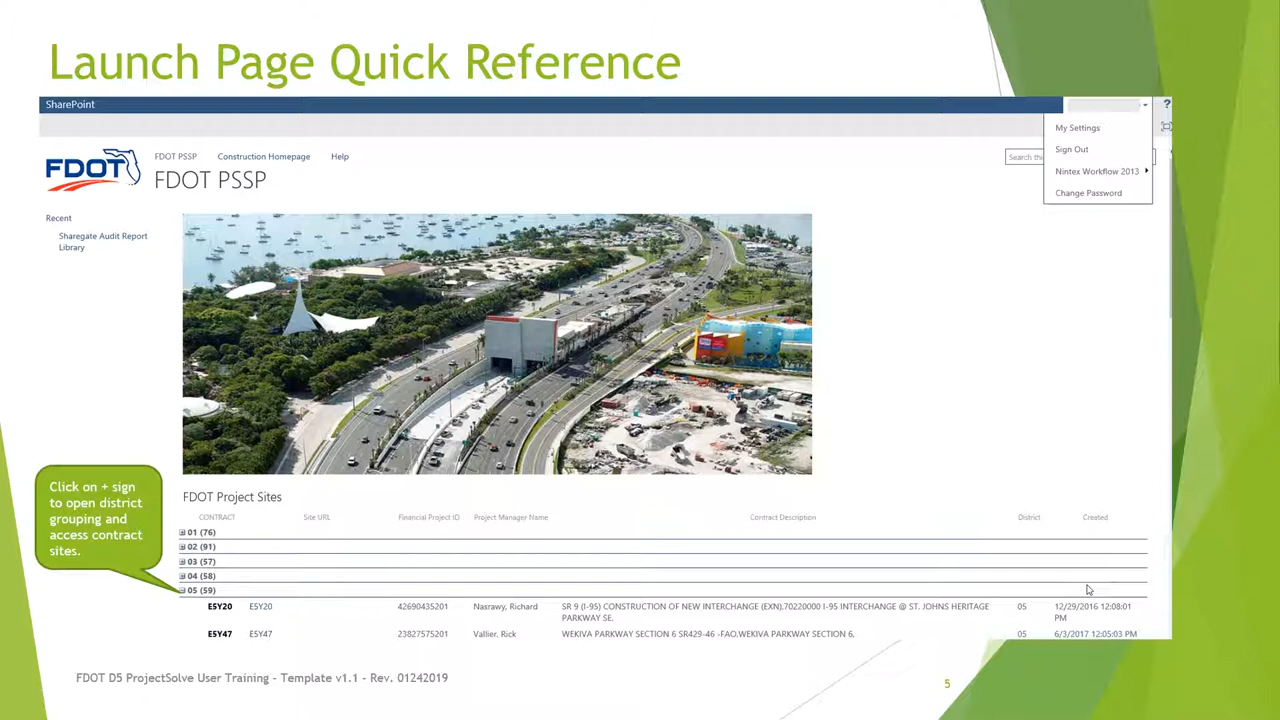 Launch Page Quick Reference
SharePoint
?
My Settings
Sign Out
Nintex Workflow 2013
Change Password
FDOT
FDOT PSSP Construction Homepage Help
Search thi
FDOT PSSP
Recent
Sharegate Audit Report
Library
Click on + sign
to open district
grouping and
access contract
sites.
FDOT Project Sites
CONTRACT Site URL Financial Project ID Project Manager Name Contract Description District Created
01 (76)
02 (91)
03 (57)
04 (58)
05 (59)
E5Y20 E5Y20 42690435201 Nasrawy, Richard SR 9 (I-95) CONSTRUCTION OF NEW INTERCHANGE (EXN),70220000 I-95 INTERCHANGE @ ST. JOHNS HERITAGE 05 12/29/2016 12:08:01
PARKWAY SE, PM
E5Y47 E5Y47 23827575201 Vallier, Rick WEKIVA PARKWAY SECTION 6 SR429-46 -FAO,WEKIVA PARKWAY SECTION 6, 05 6/3/2017 12:05:03 PM
FDOT D5 ProjectSolve User Training - Template v1.1 - Rev. 01242019
5